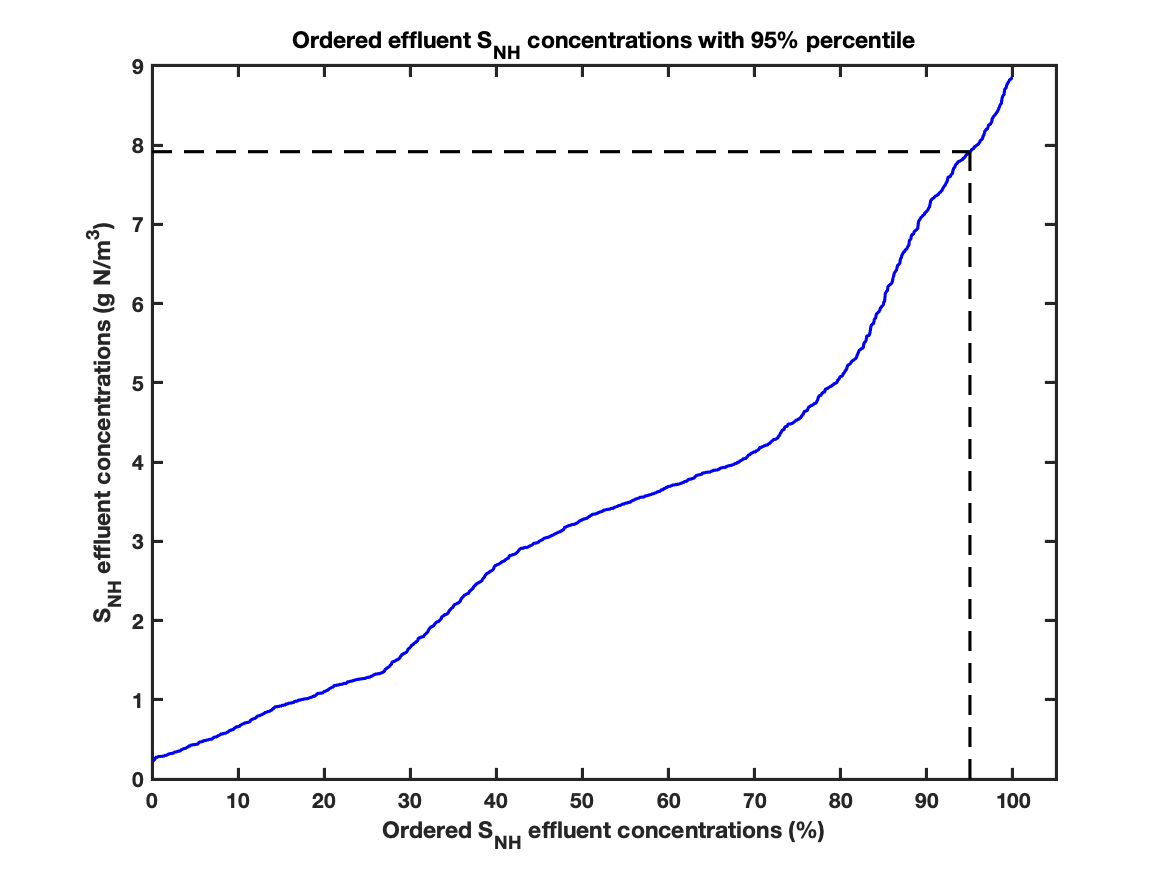 Ordered effluent S_NH concentrations with 95% percentile
9
8
7
6
5
4
3
2
1
0
S_NH effluent concentrations (g N/m³)
0 10 20 30 40 50 60 70 80 90 100
Ordered S_NH effluent concentrations (%)